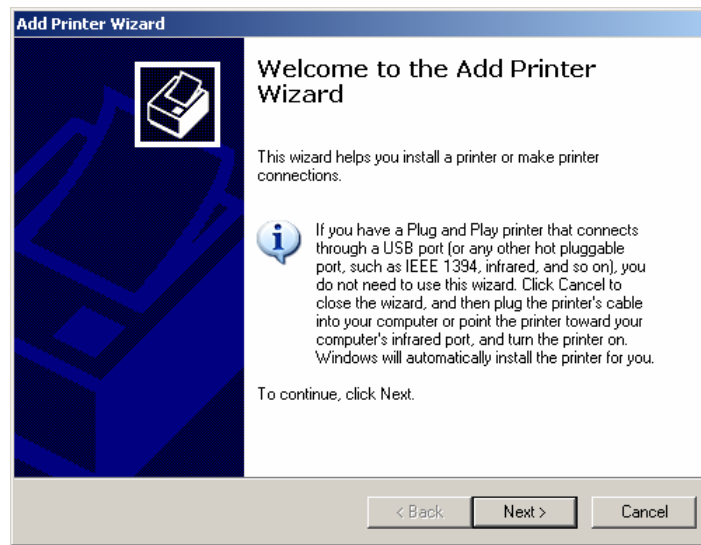 Add Printer Wizard
Welcome to the Add Printer
Wizard
This wizard helps you install a printer or make printer
connections.
If you have a Plug and Play printer that connects
through a USB port (or any other hot pluggable
port, such as IEEE 1394, infrared, and so on), you
do not need to use this wizard. Click Cancel to
close the wizard, and then plug the printer's cable
into your computer or point the printer toward your
computer's infrared port, and turn the printer on.
Windows will automatically install the printer for you.
To continue, click Next.
< Back Next > Cancel